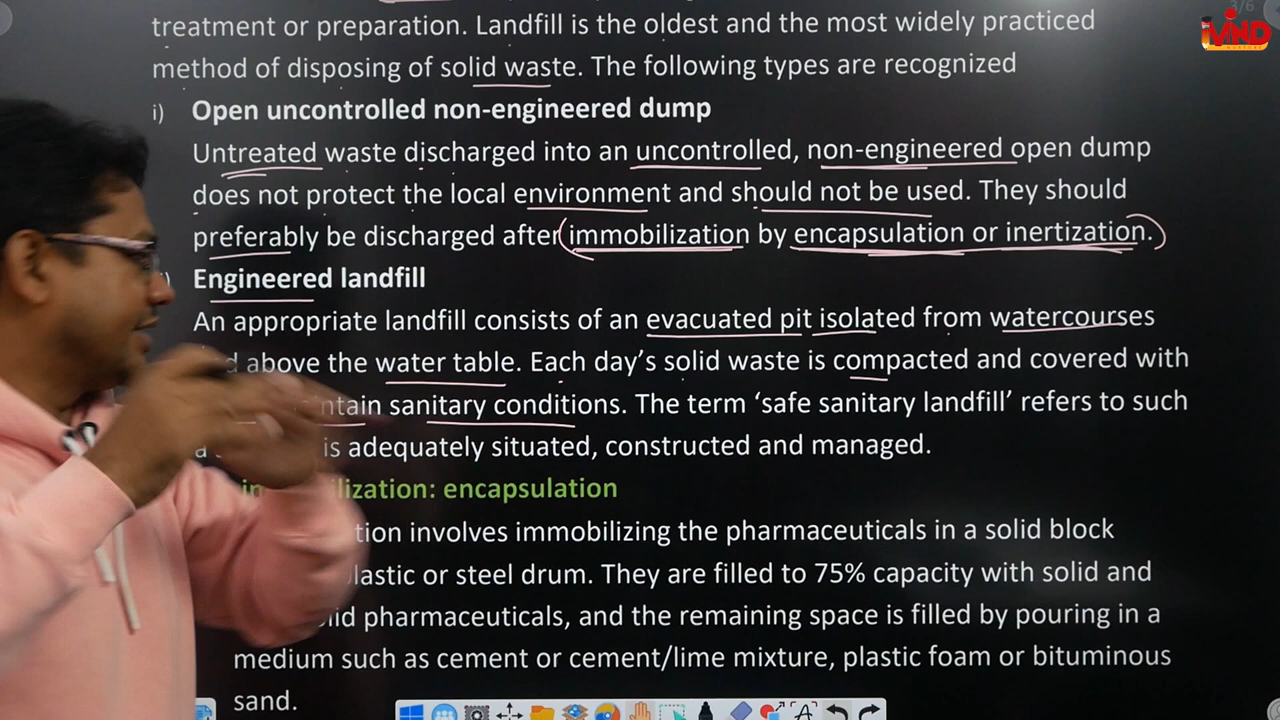 3/6
iMIND
treatment or preparation. Landfill is the oldest and the most widely practiced
method of disposing of solid waste. The following types are recognized
i) Open uncontrolled non-engineered dump
Untreated waste discharged into an uncontrolled, non-engineered open dump
does not protect the local environment and should not be used. They should
preferably be discharged after immobilization by encapsulation or inertization.
) Engineered landfill
An appropriate landfill consists of an evacuated pit isolated from watercourses
above the water table. Each day's solid waste is compacted and covered with
sanitary conditions. The term 'safe sanitary landfill' refers to such
is adequately situated, constructed and managed.
encapsulation
involves immobilizing the pharmaceuticals in a solid block
or steel drum. They are filled to 75% capacity with solid and
pharmaceuticals, and the remaining space is filled by pouring in a
medium such as cement or cement/lime mixture, plastic foam or bituminous
sand.